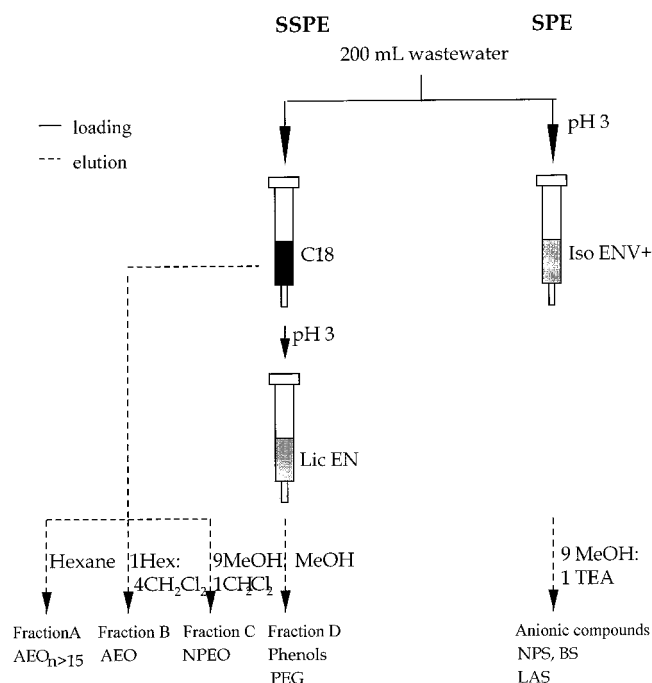 SSPE SPE
200 mL wastewater
loading
elution
pH 3
C18
Iso ENV+
pH 3
Lic EN
Hexane 1Hex: 9MeOH: MeOH
4CH₂Cl₂ 1CH₂Cl₂
9 MeOH:
1 TEA
FractionA Fraction B Fraction C Fraction D Anionic compounds
AEOn>15 AEO NPEO Phenols NPS, BS
PEG LAS